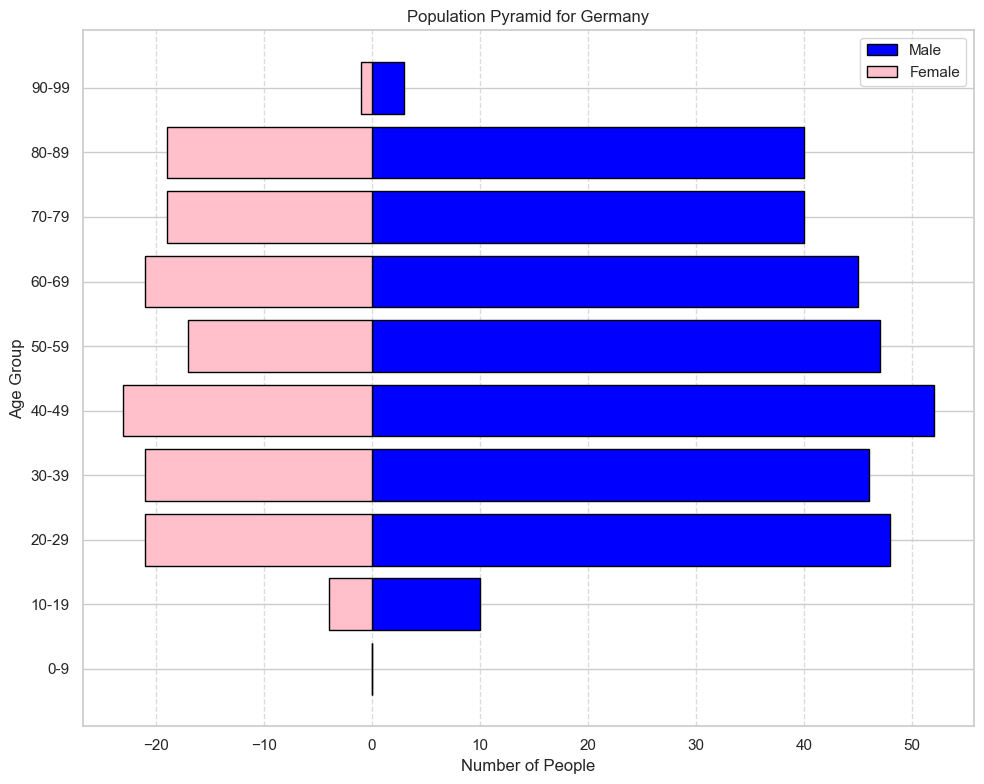 Population Pyramid for Germany
Male
Female
90-99
80-89
70-79
60-69
50-59
40-49
30-39
20-29
10-19
0-9
Age Group
−20 −10 0 10 20 30 40 50
Number of People